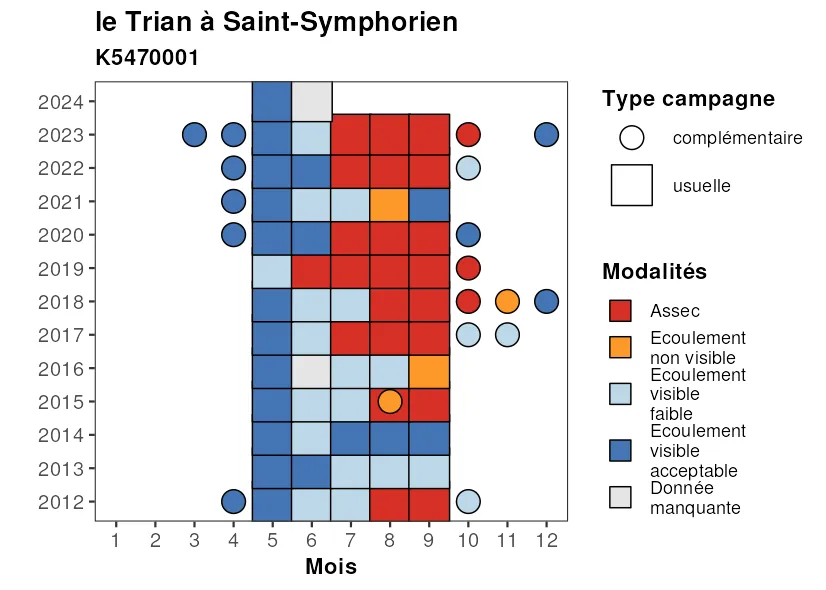 le Trian à Saint-Symphorien
K5470001
2024
2023
2022
2021
2020
2019
2018
2017
2016
2015
2014
2013
2012
1 2 3 4 5 6 7 8 9 10 11 12
Mois
Type campagne
complémentaire
usuelle
Modalités
Assec
Ecoulement
non visible
Ecoulement
visible
faible
Ecoulement
visible
acceptable
Donnée
manquante